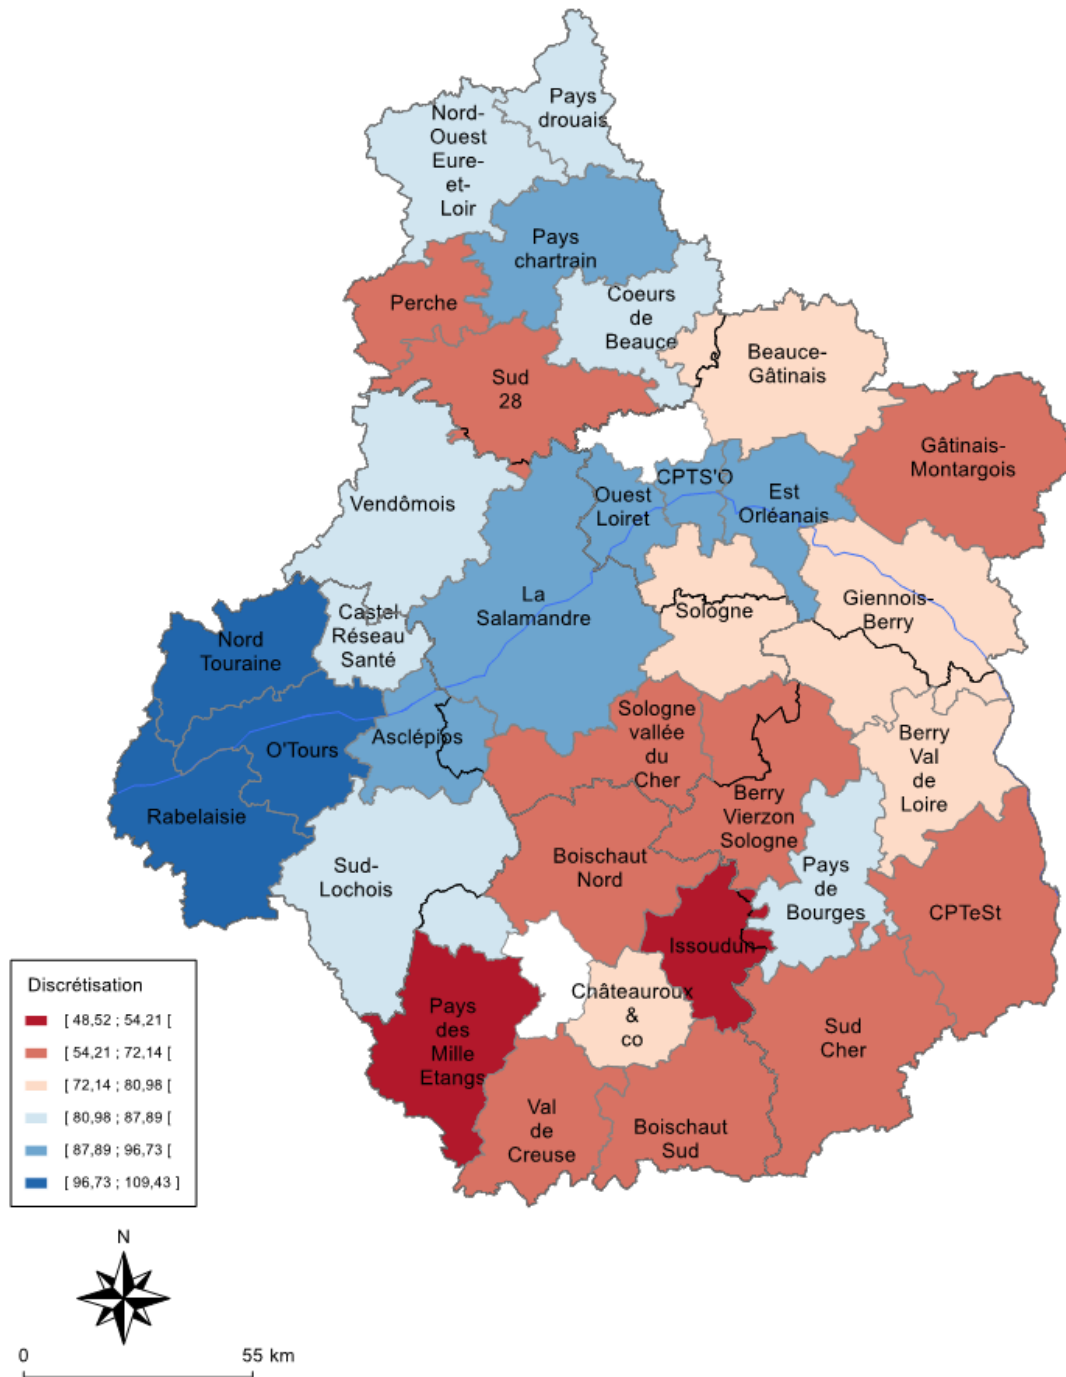 Pays
drouais
Nord-
Ouest
Eure-
et-
Loir
Pays
chartrain
Perche
Coeurs
de
Beauce
Sud
28
Beauce-
Gâtinais
Gâtinais-
Montargois
Vendômois
Ouest
Loiret
CPTS'O
Est
Orléanais
La
Salamandre
Sologne
Giennois-
Berry
Castel
Réseau
Santé
Nord
Touraine
O'Tours
Asclépios
Rabelaisie
Sologne
vallée
du
Cher
Berry
Val
de
Loire
Berry
Vierzon
Sologne
Sud-
Lochois
Boischaut
Nord
Pays
de
Bourges
CPTeSt
Issoudun
Châteauroux
&
co
Pays
des
Mille
Etangs
Sud
Cher
Val
de
Creuse
Boischaut
Sud
Discrétisation
[ 48,52 ; 54,21 [
[ 54,21 ; 72,14 [
[ 72,14 ; 80,98 [
[ 80,98 ; 87,89 [
[ 87,89 ; 96,73 [
[ 96,73 ; 109,43 ]
N
0 55 km